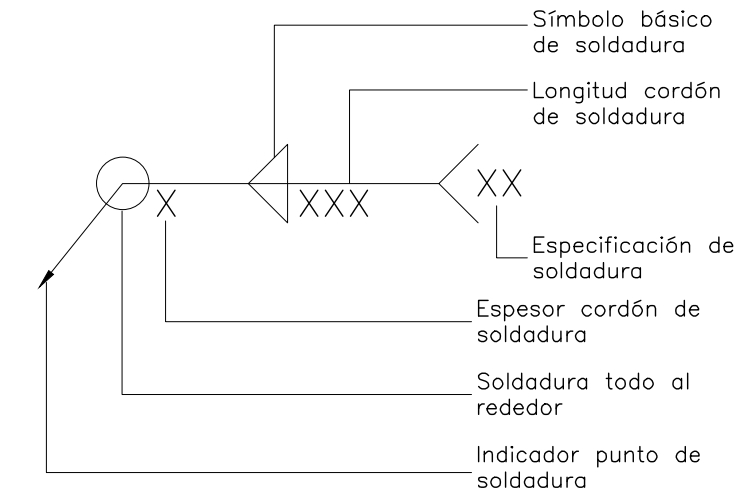 Símbolo básico
de soldadura
Longitud cordón
de soldadura
XX
X
XXX
Especificación de
soldadura
Espesor cordón de
soldadura
Soldadura todo al
rededor
Indicador punto de
soldadura